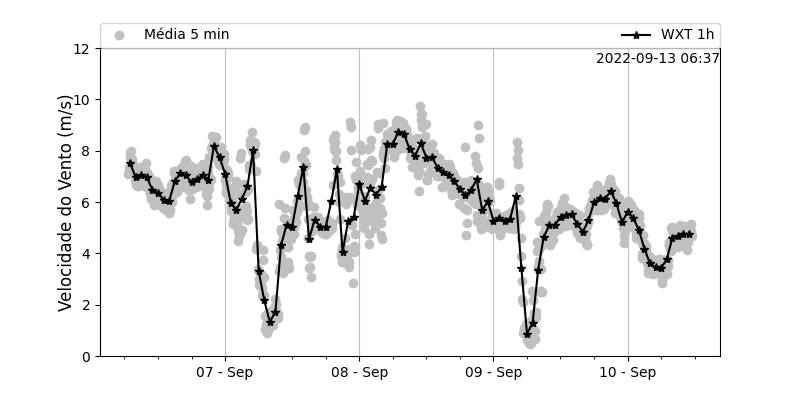 Média 5 min
WXT 1h
2022-09-13 06:37
Velocidade do Vento (m/s)
12
10
8
6
4
2
0
07 - Sep
08 - Sep
09 - Sep
10 - Sep